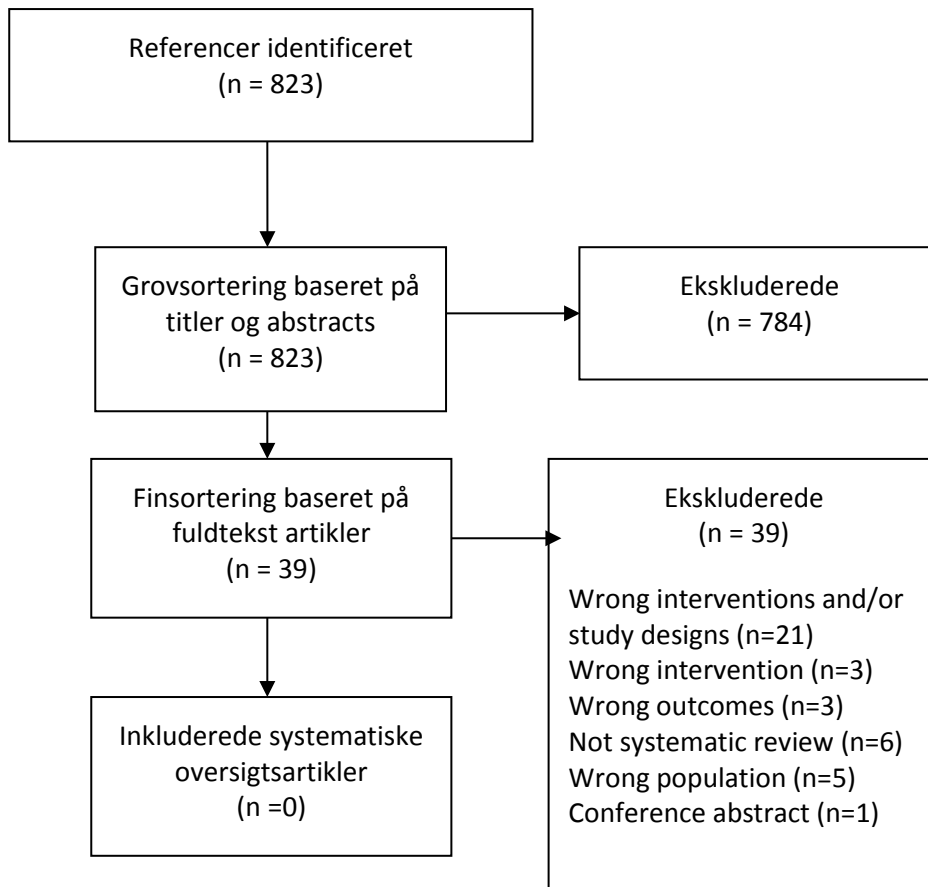 Referencer identificeret
(n = 823)
Grovsortering baseret på
titler og abstracts
(n = 823)
Ekskluderede
(n = 784)
Finsortering baseret på
fuldtekst artikler
(n = 39)
Ekskluderede
(n = 39)
Wrong interventions and/or
study designs (n=21)
Wrong intervention (n=3)
Wrong outcomes (n=3)
Not systematic review (n=6)
Wrong population (n=5)
Conference abstract (n=1)
Inkluderede systematiske
oversigtsartikler
(n =0)